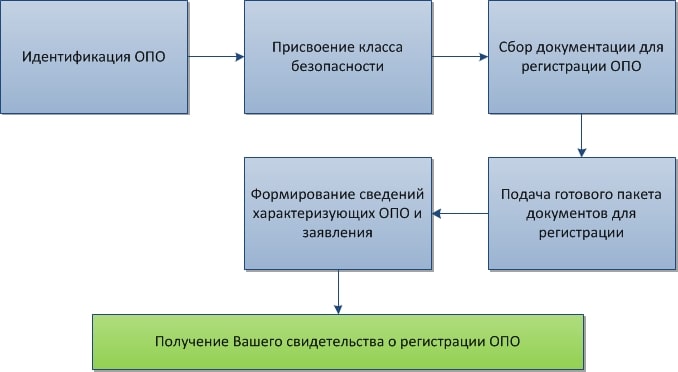 Идентификация ОПО
Присвоение класса
безопасности
Сбор документации для
регистрации ОПО
Подача готового пакета
документов для
регистрации
Формирование сведений
характеризующих ОПО и
заявления
Получение Вашего свидетельства о регистрации ОПО